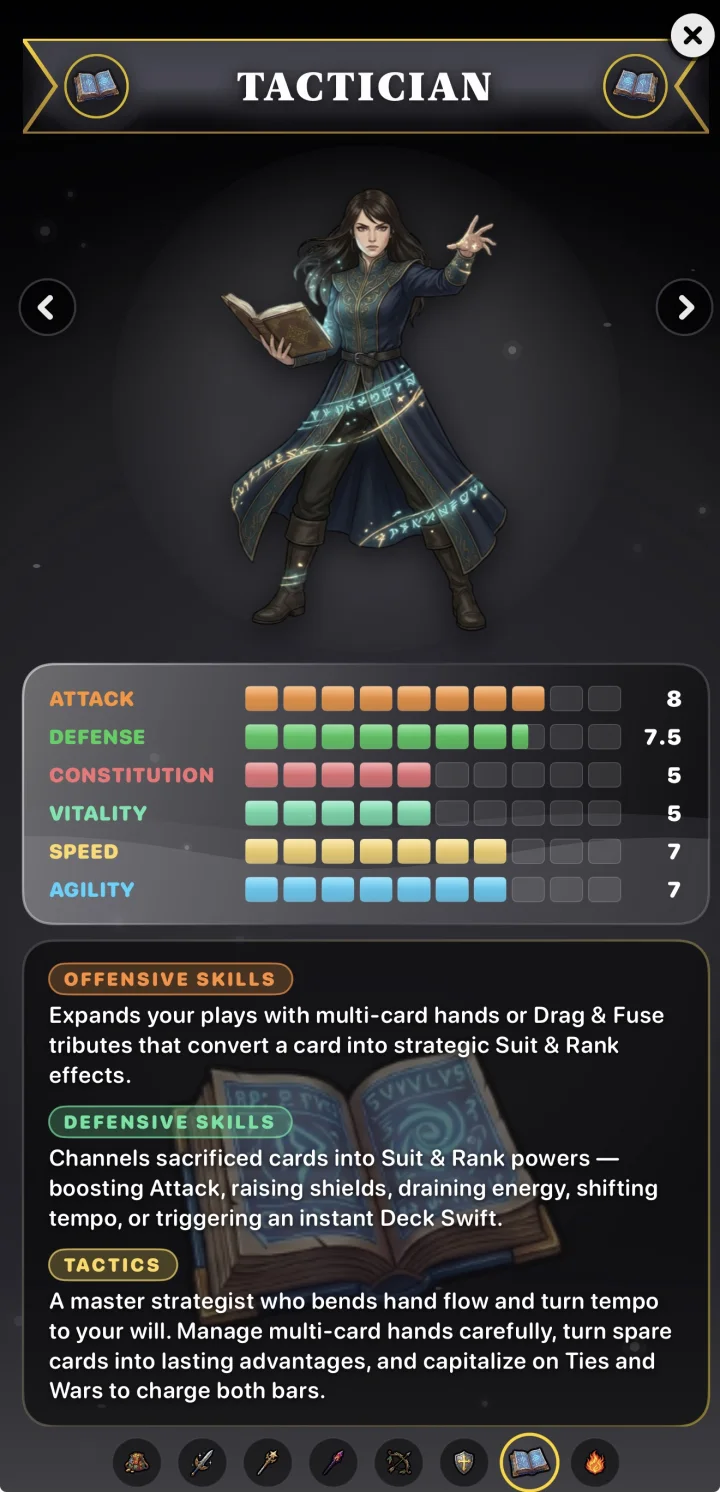 TACTICIAN
ATTACK 8
DEFENSE 7.5
CONSTITUTION 5
VITALITY 5
SPEED 7
AGILITY 7
OFFENSIVE SKILLS
Expands your plays with multi-card hands or Drag & Fuse
tributes that convert a card into strategic Suit & Rank
effects.
DEFENSIVE SKILLS
Channels sacrificed cards into Suit & Rank powers —
boosting Attack, raising shields, draining energy, shifting
tempo, or triggering an instant Deck Swift.
TACTICS
A master strategist who bends hand flow and turn tempo
to your will. Manage multi-card hands carefully, turn spare
cards into lasting advantages, and capitalize on Ties and
Wars to charge both bars.